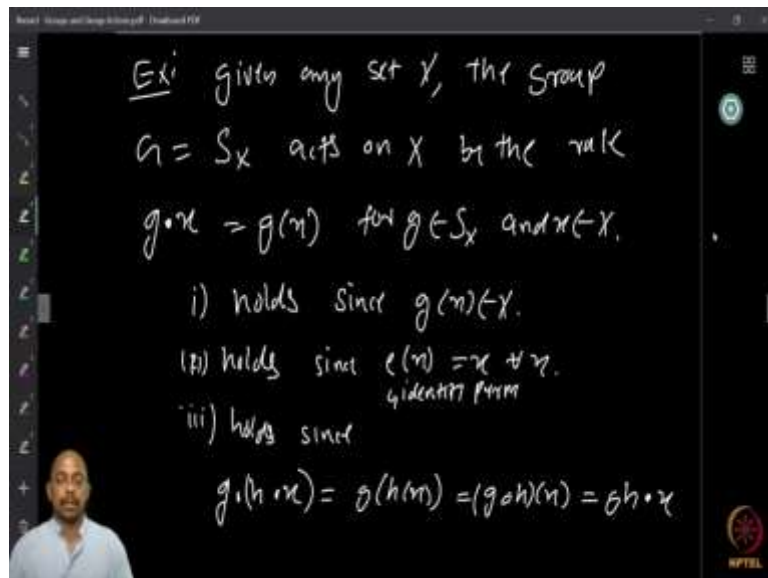 Ex: given any set X, the group
G = S_X acts on X by the rule
g·x = g(x) for g ∈ S_X and x ∈ X.
i) holds since g(x) ∈ X.
(ii) holds since e(x) = x ∀ x.
↳ identity perm
iii) holds since
g·(h·x) = g(h(x)) = (g∘h)(x) = gh·x
NPTEL